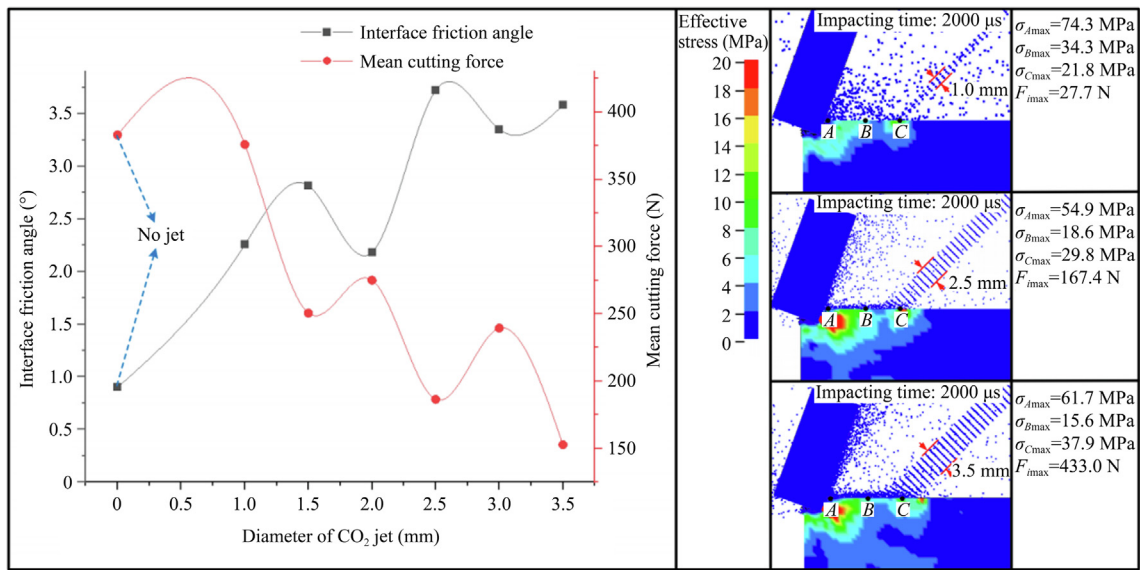 Interface friction angle
Mean cutting force
Interface friction angle (°)
3.5
3.0
2.5
2.0
1.5
1.0
0.5
0
No jet
0
0.5
1.0
1.5
2.0
2.5
3.0
3.5
Diameter of CO₂ jet (mm)
400
350
300
250
200
150
Mean cutting force (N)
Effective
stress (MPa)
20
18
16
14
12
10
8
6
4
2
0
Impacting time: 2000 μs
1.0 mm
A B C
σAmax=74.3 MPa
σBmax=34.3 MPa
σCmax=21.8 MPa
Fimax=27.7 N
Impacting time: 2000 μs
2.5 mm
A B C
σAmax=54.9 MPa
σBmax=18.6 MPa
σCmax=29.8 MPa
Fimax=167.4 N
Impacting time: 2000 μs
3.5 mm
A B C
σAmax=61.7 MPa
σBmax=15.6 MPa
σCmax=37.9 MPa
Fimax=433.0 N